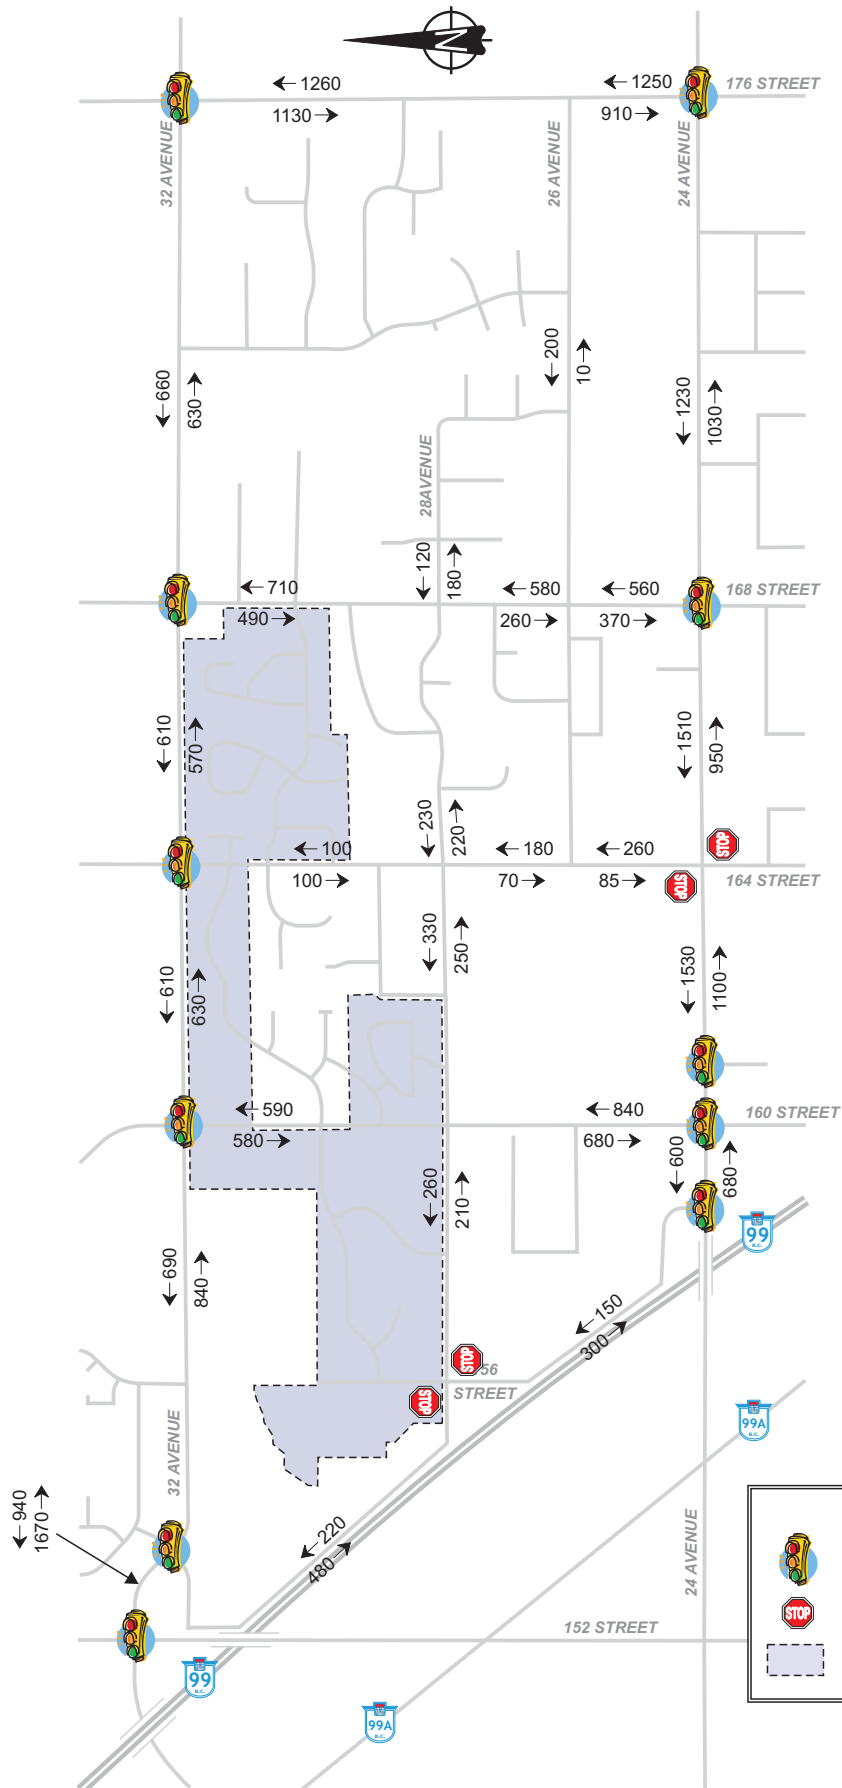 N
←1260
←1250
176 STREET
1130→
910→
32 AVENUE
26 AVENUE
24 AVENUE
←200
10→
←660
630→
←1230
1030→
28AVENUE
←120
180→
←710
←580
←560
168 STREET
490→
260→
370→
←610
570→
←1510
950→
←230
220→
STOP
←100
←180
←260
100→
70→
85→
164 STREET
STOP
←330
250→
←610
630→
←1530
1100→
←590
←840
160 STREET
580→
680→
←600
680→
←260
210→
99
B.C.
←690
840→
←150
300→
STOP
56
STREET
STOP
99A
B.C.
32 AVENUE
←940
1670→
←220
480→
24 AVENUE
STOP
152 STREET
99
B.C.
99A
B.C.